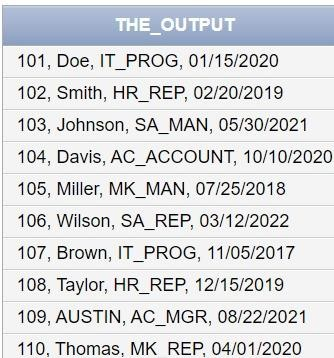 THE_OUTPUT
101, Doe, IT_PROG, 01/15/2020
102, Smith, HR_REP, 02/20/2019
103, Johnson, SA_MAN, 05/30/2021
104, Davis, AC_ACCOUNT, 10/10/2020
105, Miller, MK_MAN, 07/25/2018
106, Wilson, SA_REP, 03/12/2022
107, Brown, IT_PROG, 11/05/2017
108, Taylor, HR_REP, 12/15/2019
109, AUSTIN, AC_MGR, 08/22/2021
110, Thomas, MK_REP, 04/01/2020